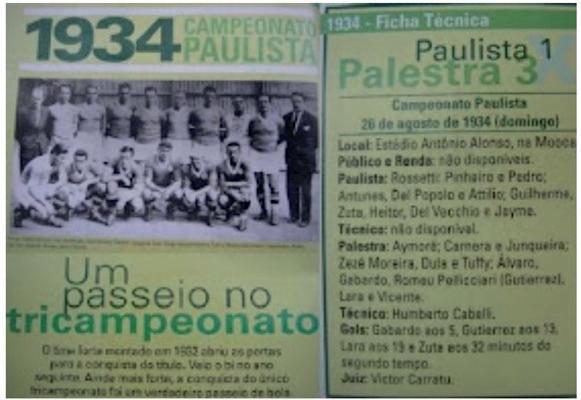 1934 CAMPEONATO
PAULISTA
Um
passeio no
tricampeonato
O time forte montado em 1932 abriu as portas
para a conquista do título. Veio o bi no ano
seguinte. Ainda mais forte, a conquista do único
tricampeonato foi um verdadeiro passeio de bola
1934 - Ficha Técnica
Paulista 1
X
Palestra 3
Campeonato Paulista
26 de agosto de 1934 (domingo)
Local: Estádio Antônio Alonso, na Mooca
Público e Renda: não disponíveis.
Paulista: Rossetti; Pinheiro e Pedro;
Antunes, Del Popolo e Attilio; Guilherme,
Zuta, Heitor, Del Vecchio e Jayme.
Técnico: não disponível.
Palestra: Aymoré; Carnera e Junqueira;
Zezé Moreira, Dula e Tuffy; Álvaro,
Gabardo, Romeu Pellicciari (Gutierrez),
Lara e Vicente.
Técnico: Humberto Cabelli.
Gols: Gabardo aos 5, Gutierrez aos 13,
Lara aos 19 e Zuta aos 32 minutos do
segundo tempo.
Juiz: Victor Carratu.